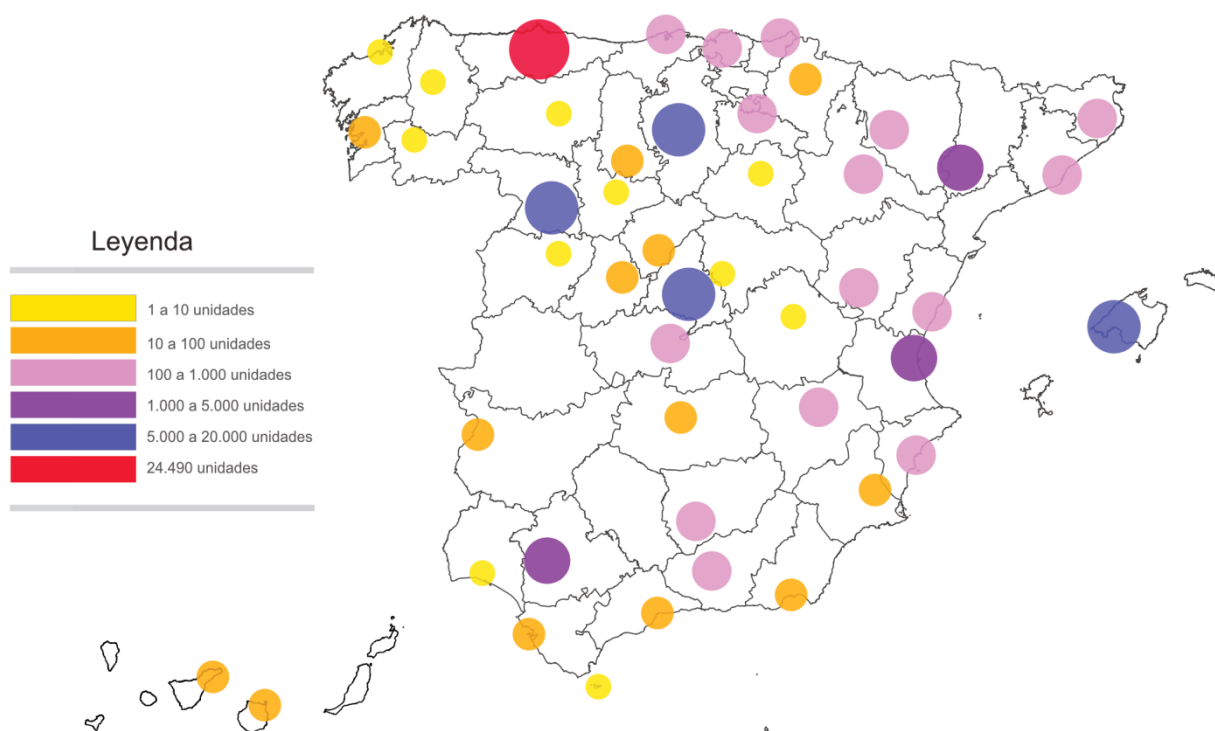 Leyenda
1 a 10 unidades
10 a 100 unidades
100 a 1.000 unidades
1.000 a 5.000 unidades
5.000 a 20.000 unidades
24.490 unidades